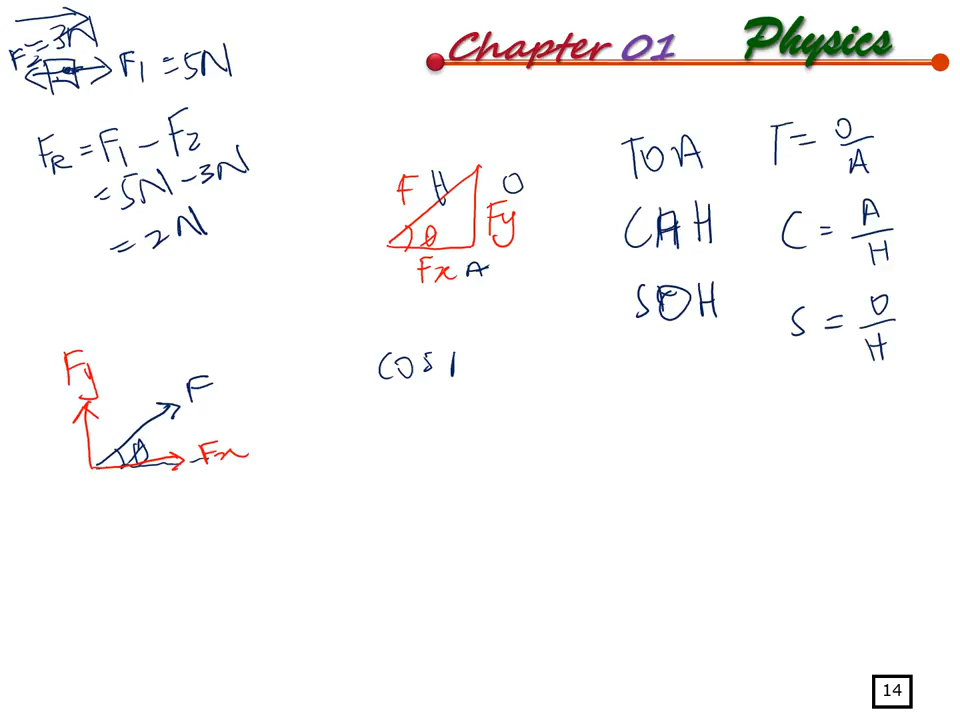 Chapter 01 Physics
F2 = 3N
F1 = 5N
FR = F1 - F2
= 5N - 3N
= 2N
F H O
θ Fy
Fx A
TOA T = O/A
CAH C = A/H
SOH S = O/H
Fy
F
θ Fx
cos
14